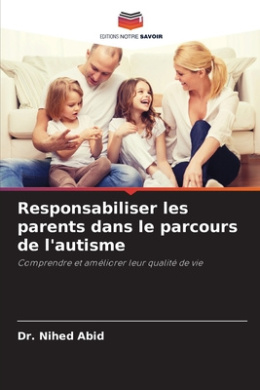 EDITIONS NOTRE SAVOIR
Responsabiliser les
parents dans le parcours
de l'autisme
Comprendre et améliorer leur qualité de vie
Dr. Nihed Abid